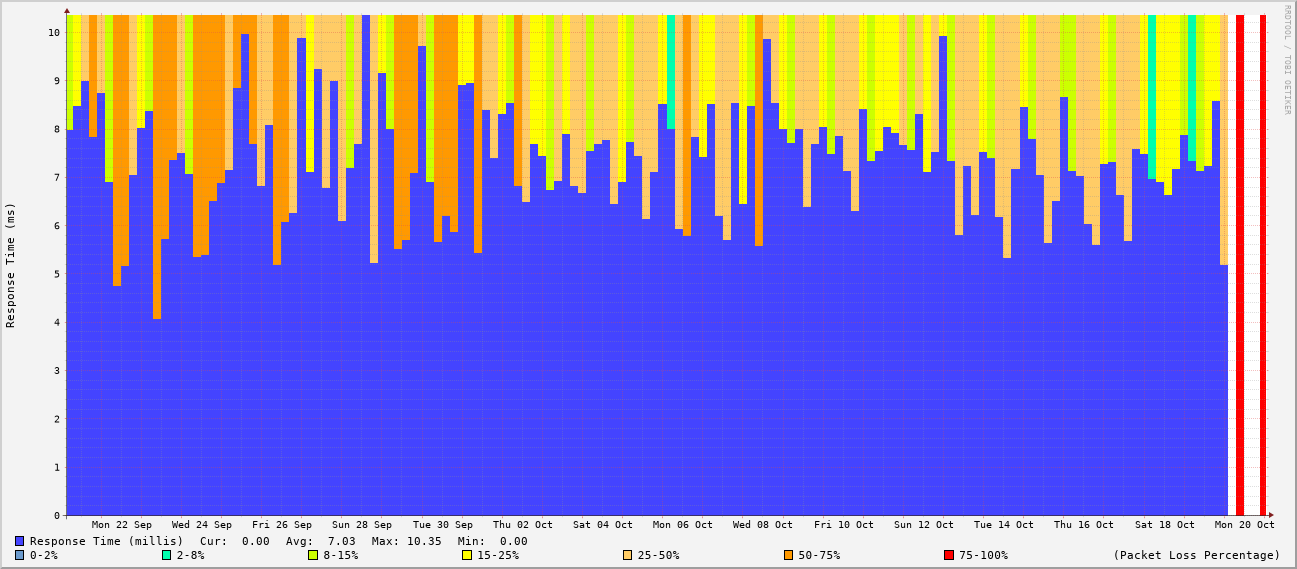 RRDTOOL / TOBI OETIKER
Response Time (ms)
10
9
8
7
6
5
4
3
2
1
0
Mon 22 Sep Wed 24 Sep Fri 26 Sep Sun 28 Sep Tue 30 Sep Thu 02 Oct Sat 04 Oct Mon 06 Oct Wed 08 Oct Fri 10 Oct Sun 12 Oct Tue 14 Oct Thu 16 Oct Sat 18 Oct Mon 20 Oct
Response Time (millis) Cur: 0.00 Avg: 7.03 Max: 10.35 Min: 0.00
0-2% 2-8% 8-15% 15-25% 25-50% 50-75% 75-100% (Packet Loss Percentage)